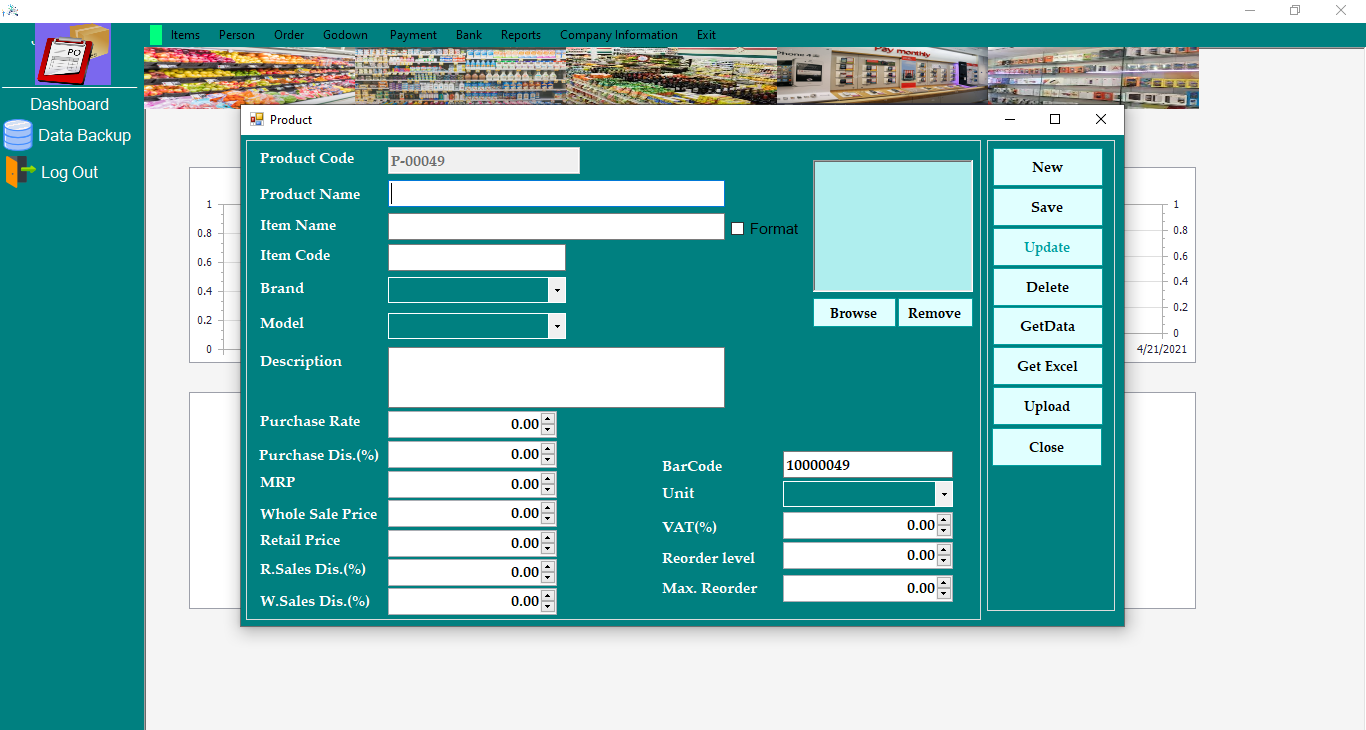 Items Person Order Godown Payment Bank Reports Company Information Exit
PO
Pay monthly
Dashboard
Data Backup
Log Out
Product
Product Code P-00049
Product Name
Item Name
Format
Item Code
Brand
Model
Description
Browse Remove
New
Save
Update
Delete
GetData
Get Excel
Upload
Close
Purchase Rate 0.00
Purchase Dis.(%) 0.00
MRP 0.00
Whole Sale Price 0.00
Retail Price 0.00
R.Sales Dis.(%) 0.00
W.Sales Dis.(%) 0.00
BarCode 10000049
Unit
VAT(%) 0.00
Reorder level 0.00
Max. Reorder 0.00
1
0.8
0.6
0.4
0.2
0
1
0.8
0.6
0.4
0.2
0
4/21/2021